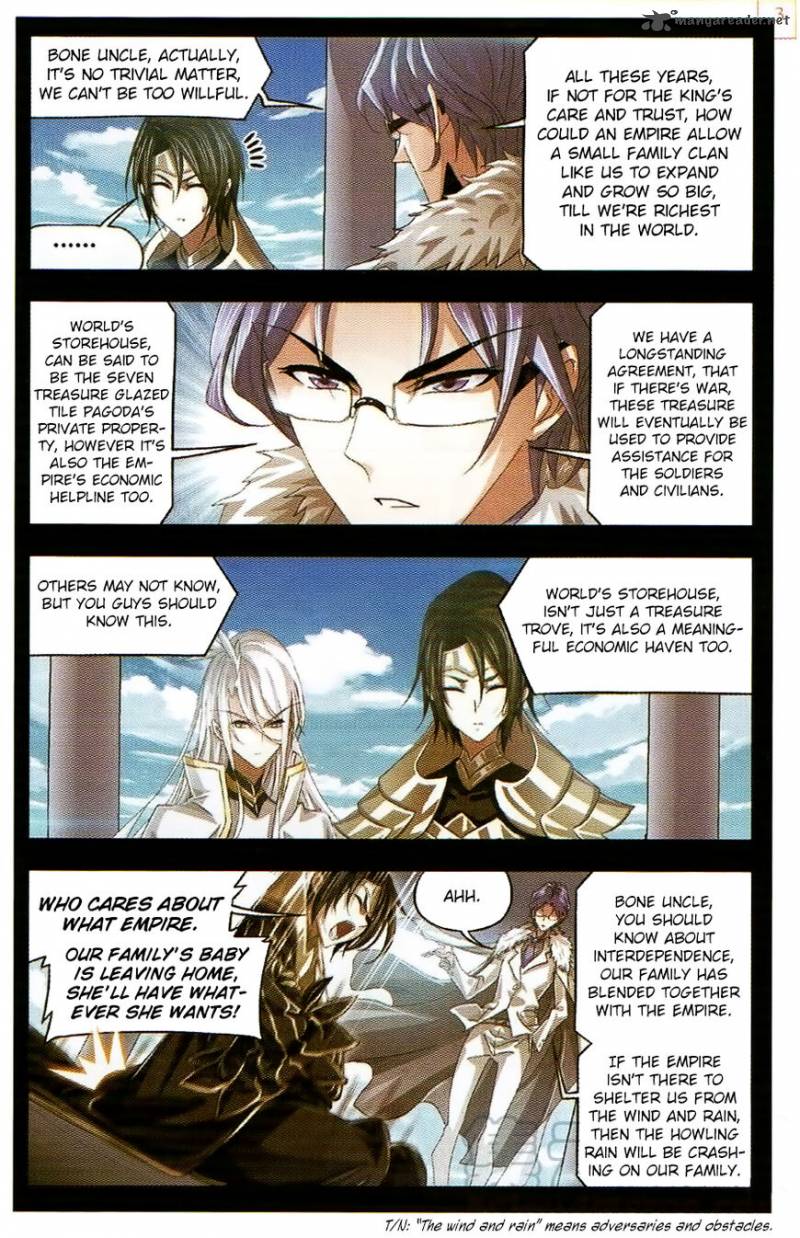 3
mangareader.net
BONE UNCLE, ACTUALLY,
IT'S NO TRIVIAL MATTER,
WE CAN'T BE TOO WILLFUL.
ALL THESE YEARS,
IF NOT FOR THE KING'S
CARE AND TRUST, HOW
COULD AN EMPIRE ALLOW
A SMALL FAMILY CLAN
LIKE US TO EXPAND
AND GROW SO BIG,
TILL WE'RE RICHEST
IN THE WORLD.
......
WORLD'S
STOREHOUSE,
CAN BE SAID TO
BE THE SEVEN
TREASURE GLAZED
TILE PAGODA'S
PRIVATE PROPER-
TY, HOWEVER IT'S
ALSO THE EM-
PIRE'S ECONOMIC
HELPLINE TOO.
WE HAVE A
LONGSTANDING
AGREEMENT, THAT
IF THERE'S WAR,
THESE TREASURE
WILL EVENTUALLY BE
USED TO PROVIDE
ASSISTANCE FOR
THE SOLDIERS
AND CIVILIANS.
OTHERS MAY NOT KNOW,
BUT YOU GUYS SHOULD
KNOW THIS.
WORLD'S STOREHOUSE,
ISN'T JUST A TREASURE
TROVE, IT'S ALSO A MEANING-
FUL ECONOMIC HAVEN TOO.
WHO CARES ABOUT
WHAT EMPIRE.
OUR FAMILY'S BABY
IS LEAVING HOME,
SHE'LL HAVE WHAT-
EVER SHE WANTS!
AHH.
BONE UNCLE,
YOU SHOULD
KNOW ABOUT
INTERDEPENDENCE,
OUR FAMILY HAS
BLENDED TOGETHER
WITH THE EMPIRE.
IF THE EMPIRE
ISN'T THERE TO
SHELTER US FROM
THE WIND AND RAIN,
THEN THE HOWLING
RAIN WILL BE CRASH-
ING ON OUR FAMILY.
T/N: "The wind and rain" means adversaries and obstacles.